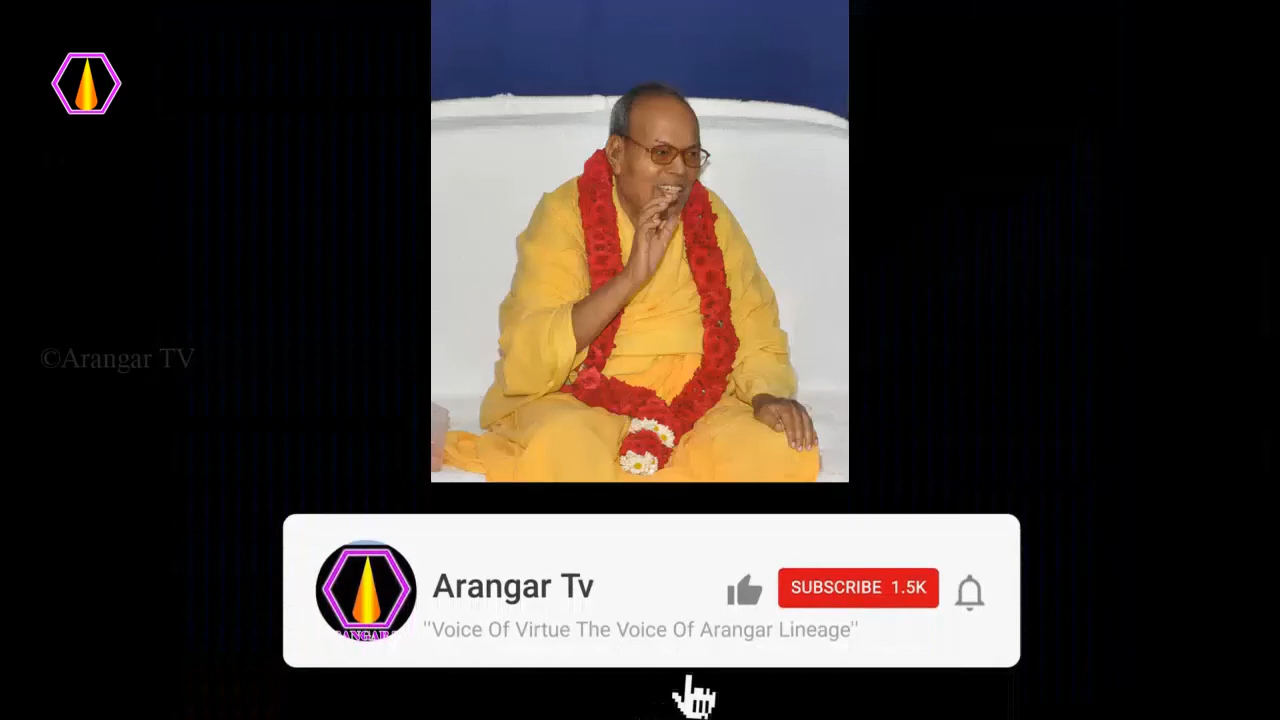 ©Arangar TV
Arangar Tv
SUBSCRIBE 1.5K
"Voice Of Virtue The Voice Of Arangar Lineage"